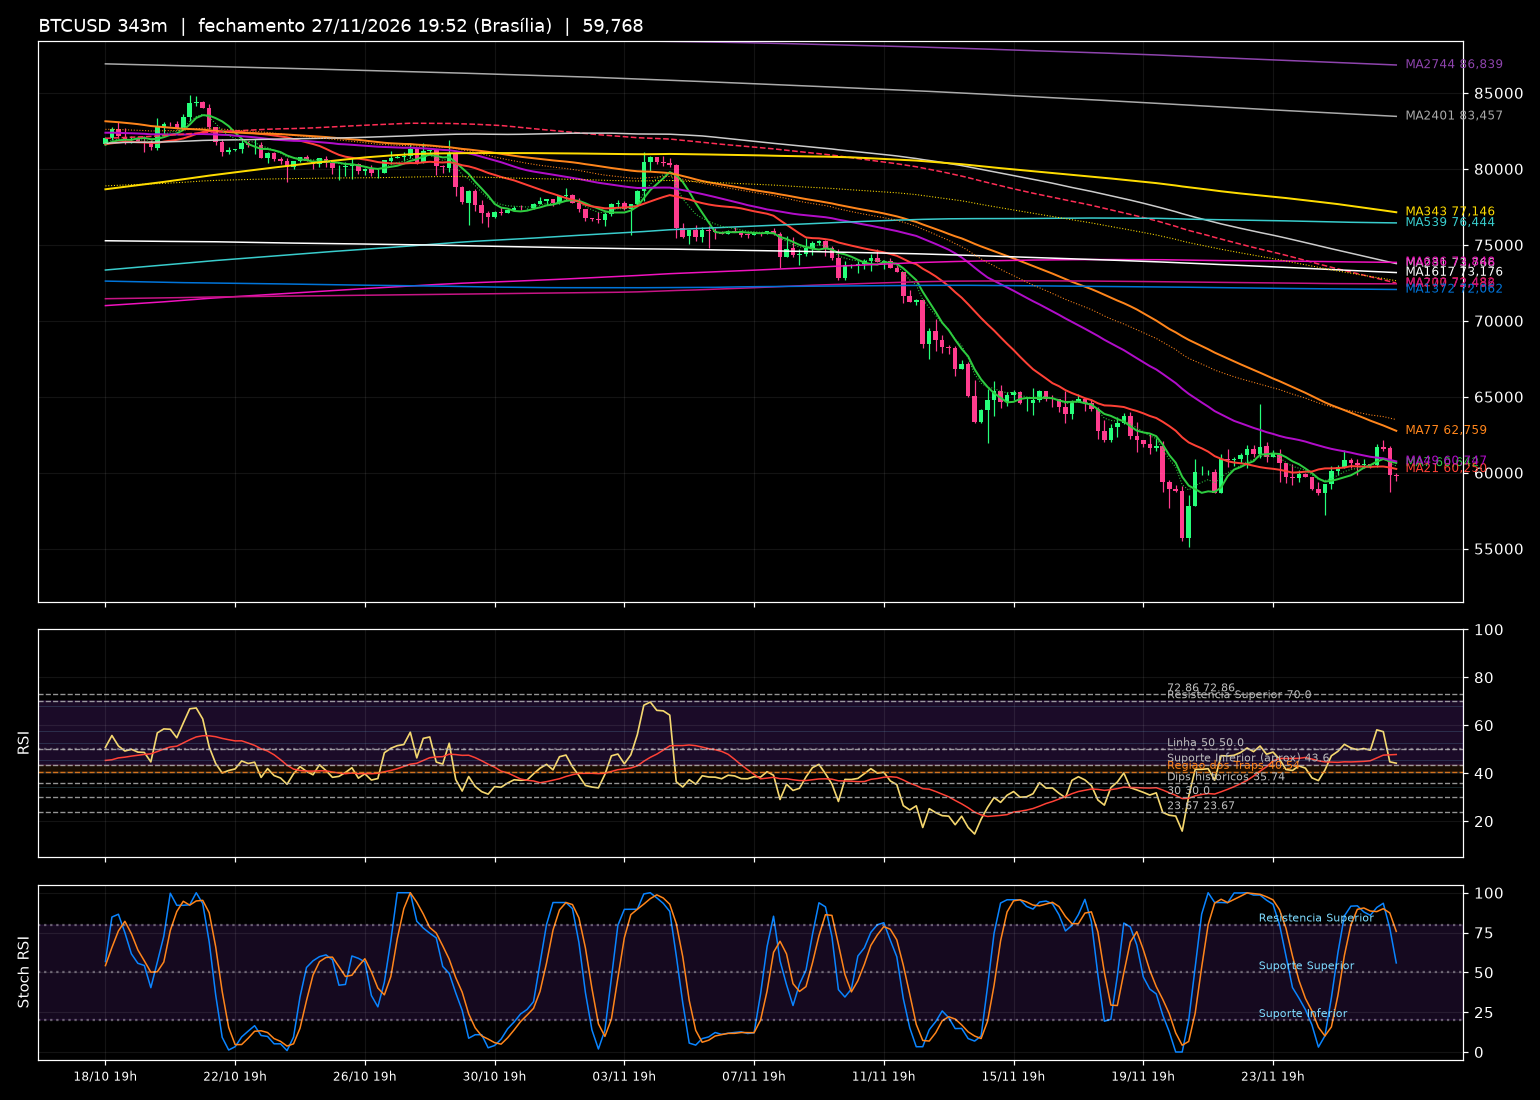 BTCUSD 343m | fechamento 27/11/2026 19:52 (Brasília) | 59,768
MA2744 86,839
85000
MA2401 83,457
80000
MA343 77,146
MA539 76,444
75000
MA1617 73,176
70000
65000
MA77 62,759
60000
55000
RSI
100
80
72.86 72.86
Resistencia Superior 70.0
60
Linha 50 50.0
Suporte Inferior (aprox) 43.6
40
Dips históricos 35.74
30 30.0
23.67 23.67
20
Stoch RSI
100
Resistencia Superior
75
Suporte Superior
50
25
Suporte Inferior
0
18/10 19h 22/10 19h 26/10 19h 30/10 19h 03/11 19h 07/11 19h 11/11 19h 15/11 19h 19/11 19h 23/11 19h